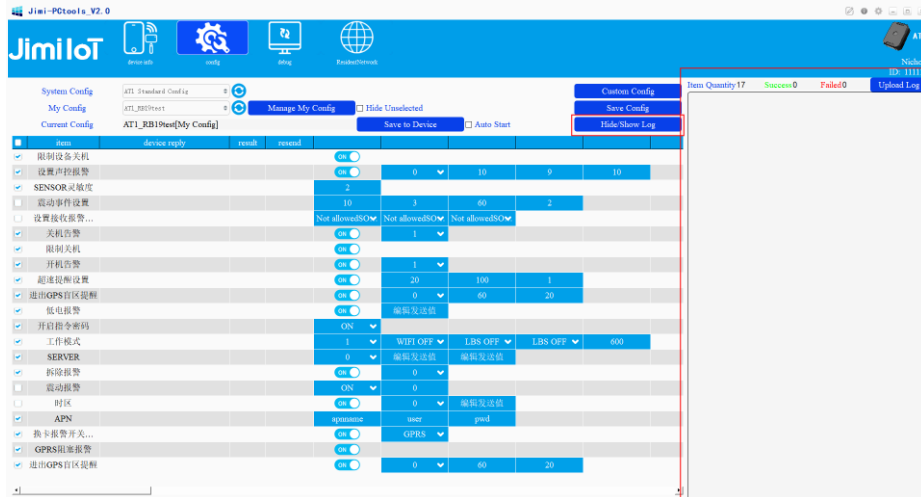 Jimi-PCtools_V2.0
JimiIoT
device info config debug ResidentNetwork
AT
Nicho
ID: 1111
System Config AT1 Standard Config Custom Config
Item Quantity17 Success0 Failed0 Upload Log
My Config AT1_RB19test Manage My Config Hide Unselected Save Config
Current Config AT1_RB19test[My Config] Save to Device Auto Start Hide/Show Log
item device reply result resend
限制设备关机 ON
设置声控报警 ON 0 10 9 10
SENSOR灵敏度 2
震动事件设置 10 3 60 2
设置接收报警... Not allowedSO Not allowedSO Not allowedSO
关机告警 ON 1
限制关机 ON
开机告警 ON 1
超速提醒设置 ON 20 100 1
进出GPS盲区提醒 ON 0 60 20
低电报警 ON 编辑发送值
开启指令密码 ON
工作模式 1 WIFI OFF LBS OFF LBS OFF 600
SERVER 0 编辑发送值 编辑发送值
拆除报警 ON 0
震动报警 ON 0
时区 ON 0 编辑发送值
APN apnname user pwd
换卡报警开关... ON GPRS
GPRS阻塞报警 ON
进出GPS盲区提醒 ON 0 60 20